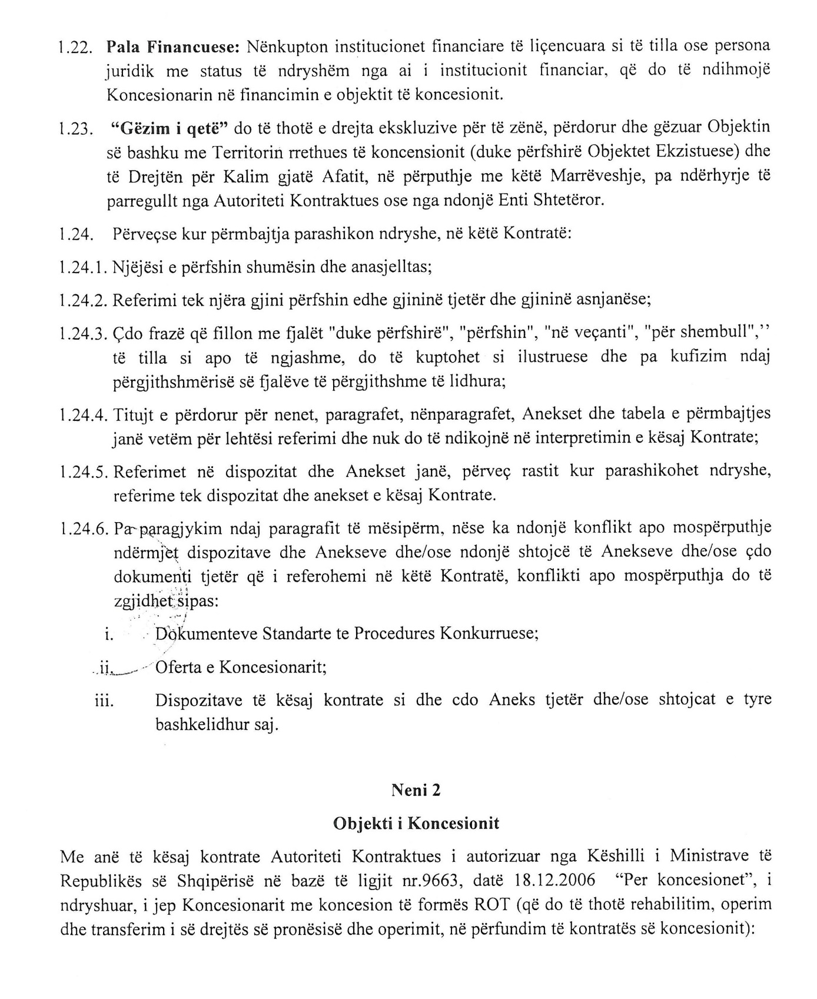 1.22. Pala Financuese: Nënkupton institucionet financiare të liçencuara si të tilla ose persona
juridik me status të ndryshëm nga ai i institucionit financiar, që do të ndihmojë
Koncesionarin në financimin e objektit të koncesionit.
1.23. “Gëzim i qetë” do të thotë e drejta ekskluzive për të zënë, përdorur dhe gëzuar Objektin
së bashku me Territorin rrethues të koncensionit (duke përfshirë Objektet Ekzistuese) dhe
të Drejtën për Kalim gjatë Afatit, në përputhje me këtë Marrëveshje, pa ndërhyrje të
parregullt nga Autoriteti Kontraktues ose nga ndonjë Enti Shtetëror.
1.24. Përveçse kur përmbajtja parashikon ndryshe, në këtë Kontratë:
1.24.1. Njëjësi e përfshin shumësin dhe anasjelltas;
1.24.2. Referimi tek njëra gjini përfshin edhe gjininë tjetër dhe gjininë asnjanëse;
1.24.3. Çdo frazë që fillon me fjalët "duke përfshirë", "përfshin", "në veçanti", "për shembull",’’
të tilla si apo të ngjashme, do të kuptohet si ilustruese dhe pa kufizim ndaj
përgjithshmërisë së fjalëve të përgjithshme të lidhura;
1.24.4. Titujt e përdorur për nenet, paragrafet, nënparagrafet, Anekset dhe tabela e përmbajtjes
janë vetëm për lehtësi referimi dhe nuk do të ndikojnë në interpretimin e kësaj Kontrate;
1.24.5. Referimet në dispozitat dhe Anekset janë, përveç rastit kur parashikohet ndryshe,
referime tek dispozitat dhe anekset e kësaj Kontrate.
1.24.6. Pa paragjykim ndaj paragrafit të mësipërm, nëse ka ndonjë konflikt apo mospërputhje
ndërmjet dispozitave dhe Anekseve dhe/ose ndonjë shtojcë të Anekseve dhe/ose çdo
dokumenti tjetër që i referohemi në këtë Kontratë, konflikti apo mospërputhja do të
zgjidhet sipas:
i. Dokumenteve Standarte te Procedures Konkurruese;
ii. Oferta e Koncesionarit;
iii. Dispozitave të kësaj kontrate si dhe cdo Aneks tjetër dhe/ose shtojcat e tyre
bashkelidhur saj.
Neni 2
Objekti i Koncesionit
Me anë të kësaj kontrate Autoriteti Kontraktues i autorizuar nga Këshilli i Ministrave të
Republikës së Shqipërisë në bazë të ligjit nr.9663, datë 18.12.2006 “Per koncesionet”, i
ndryshuar, i jep Koncesionarit me koncesion të formës ROT (që do të thotë rehabilitim, operim
dhe transferim i së drejtës së pronësisë dhe operimit, në përfundim të kontratës së koncesionit):